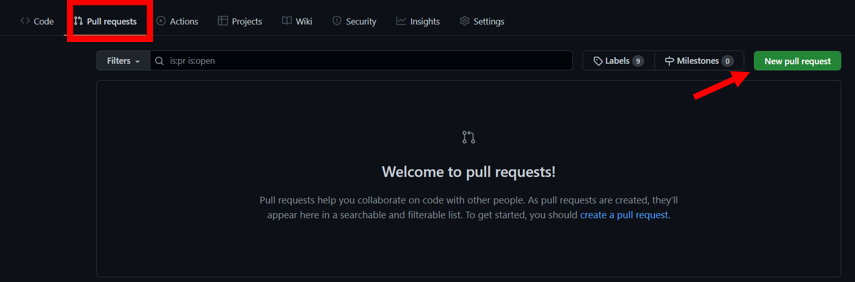 Code Pull requests Actions Projects Wiki Security Insights Settings
Filters is:pr is:open Labels 9 Milestones 0 New pull request
Welcome to pull requests!
Pull requests help you collaborate on code with other people. As pull requests are created, they'll
appear here in a searchable and filterable list. To get started, you should create a pull request.